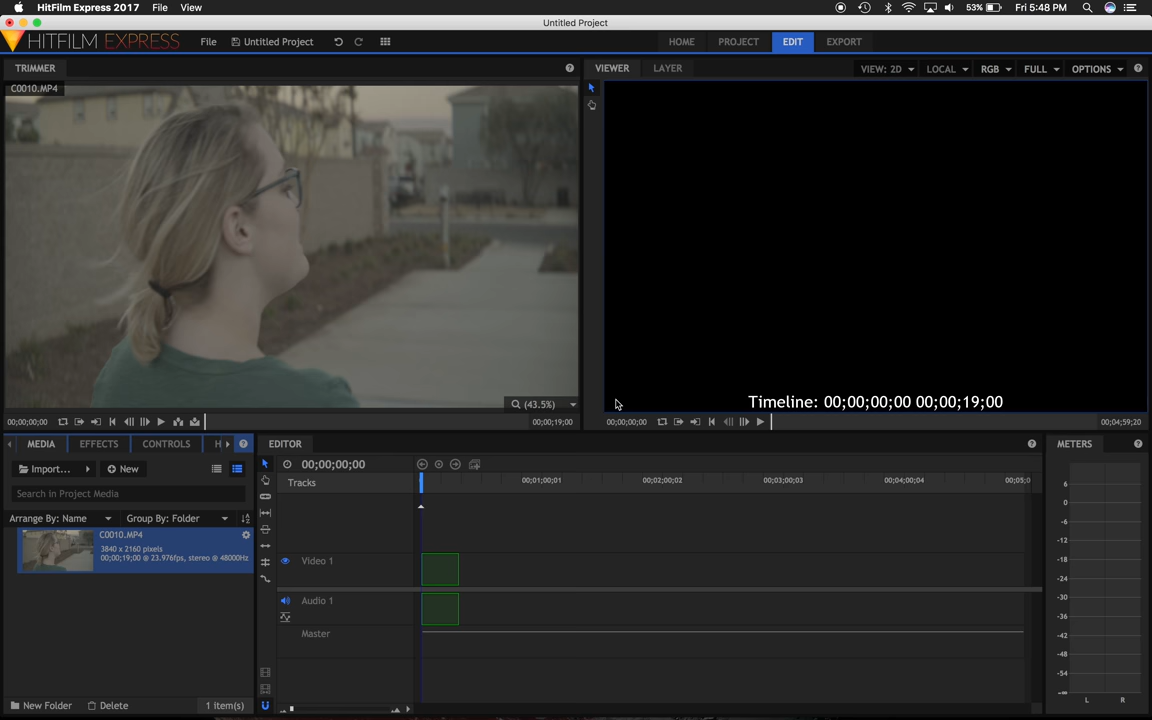 HitFilm Express 2017 File View 53% Fri 5:48 PM
Untitled Project
HITFILM EXPRESS File Untitled Project HOME PROJECT EDIT EXPORT
TRIMMER
C0010.MP4
(43.5%)
00;00;00;00 00;00;19;00
VIEWER LAYER VIEW: 2D LOCAL RGB FULL OPTIONS
Timeline: 00;00;00;00 00;00;19;00
00;00;00;00 00;04;59;20
MEDIA EFFECTS CONTROLS H
Import... New
Search in Project Media
Arrange By: Name Group By: Folder
C0010.MP4
3840 x 2160 pixels
00;00;19;00 @ 23.976fps, stereo @ 48000Hz
New Folder Delete 1 item(s)
EDITOR
00;00;00;00
Tracks 00;01;00;01 00;02;00;02 00;03;00;03 00;04;00;04 00;05;0
Video 1
Audio 1
Master
METERS
6
0
-6
-12
-18
-24
-30
-36
-42
-48
-54
-∞
L R